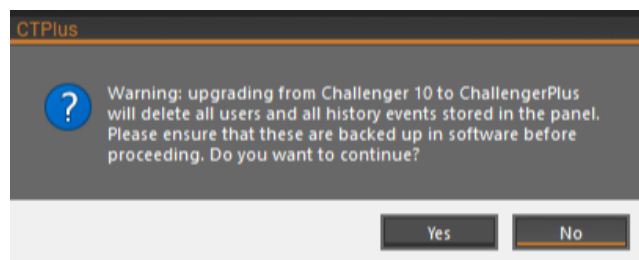 CTPlus
Warning: upgrading from Challenger 10 to ChallengerPlus
will delete all users and all history events stored in the panel.
Please ensure that these are backed up in software before
proceeding. Do you want to continue?
Yes
No